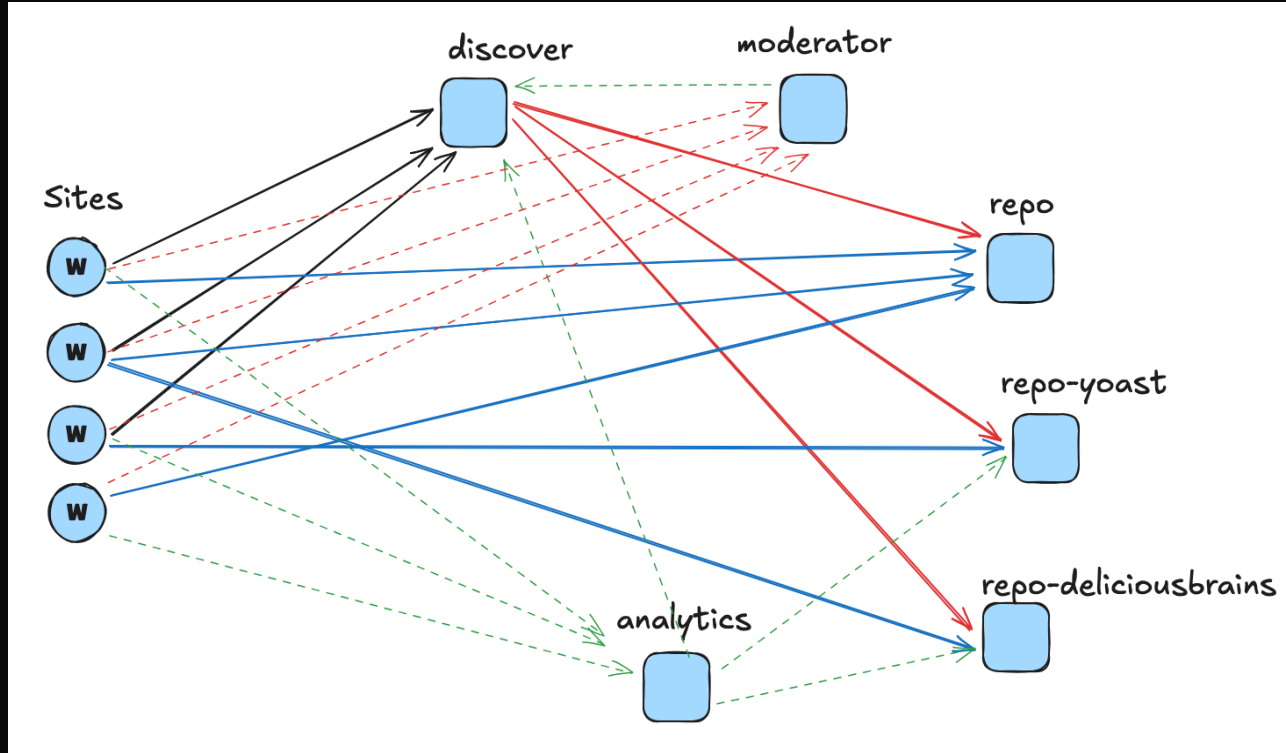 discover
moderator
Sites
repo
W
W
repo-yoast
W
W
repo-deliciousbrains
analytics